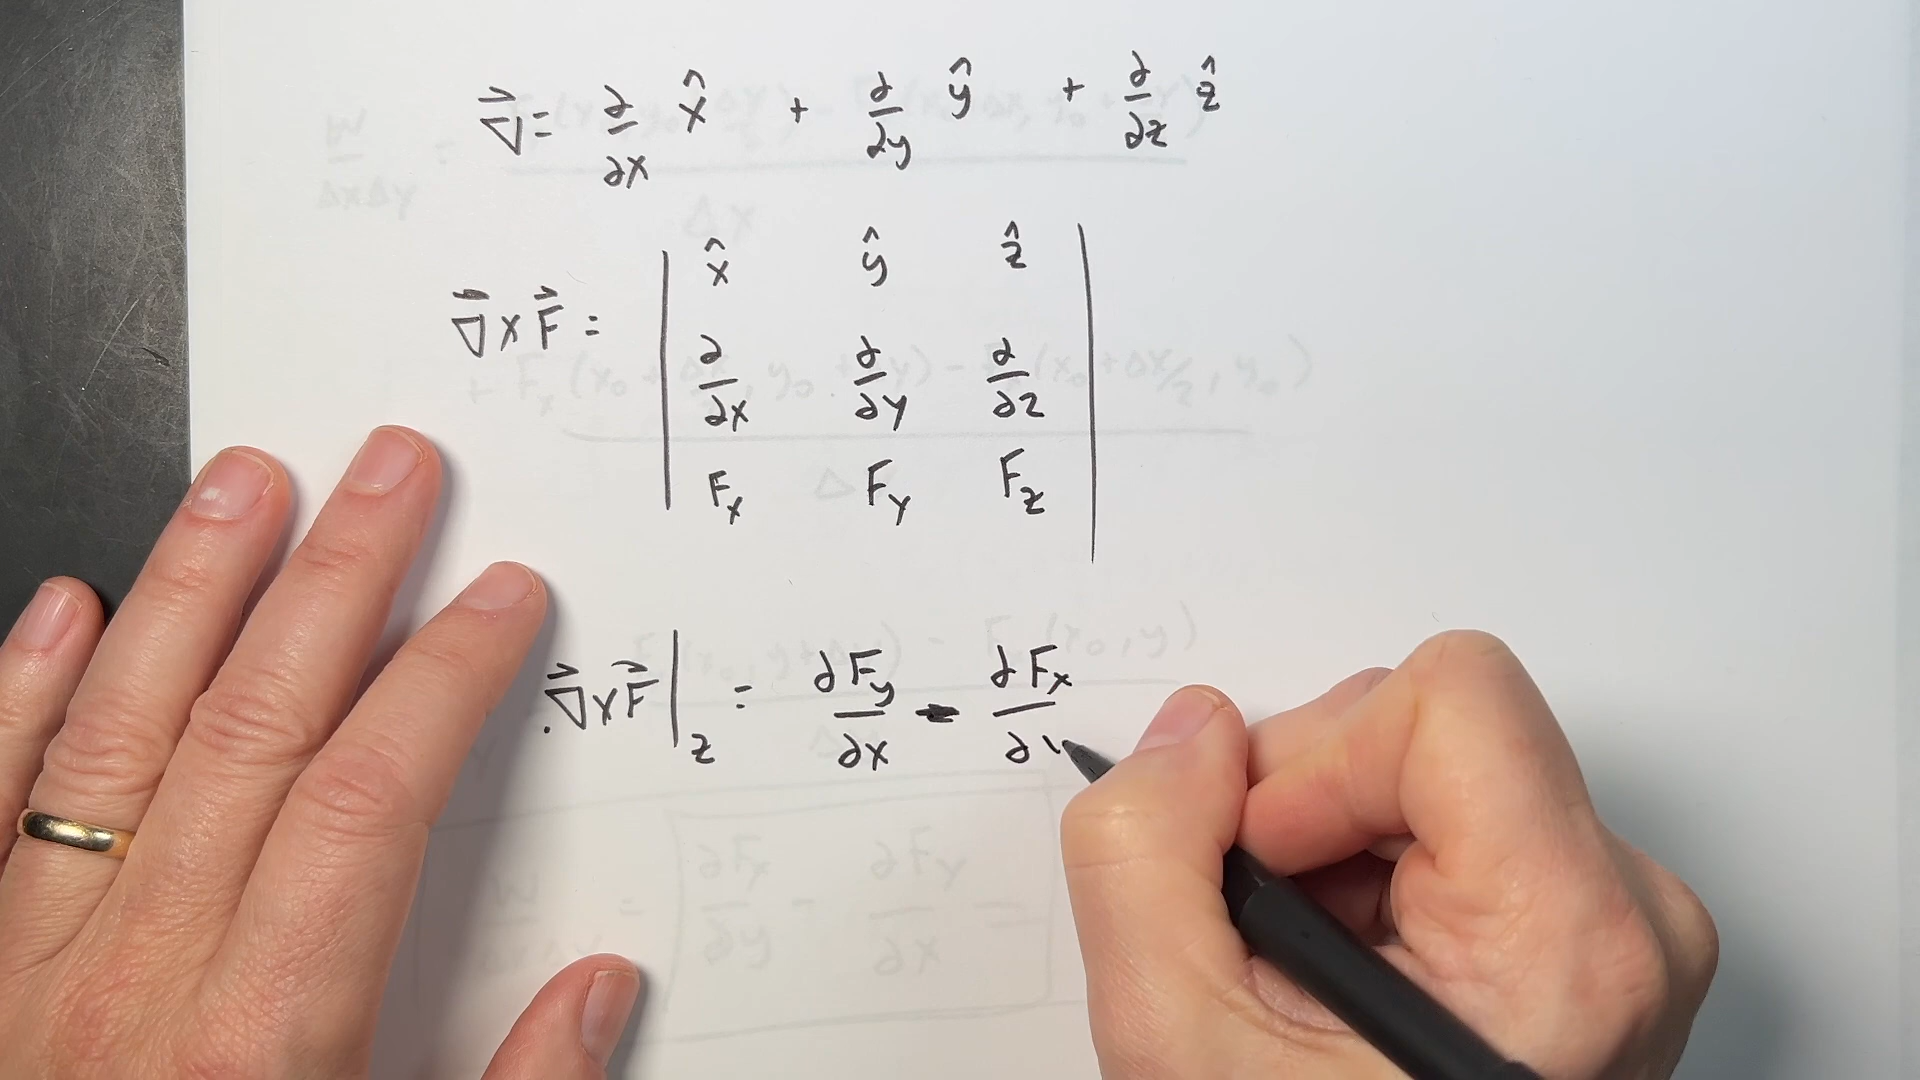 ∇⃗ = ∂/∂x x̂ + ∂/∂y ŷ + ∂/∂z ẑ
x̂ ŷ ẑ
∇⃗ x F⃗ = | ∂/∂x ∂/∂y ∂/∂z |
Fx Fy Fz
∇⃗ x F⃗ |z = ∂Fy/∂x - ∂Fx/∂